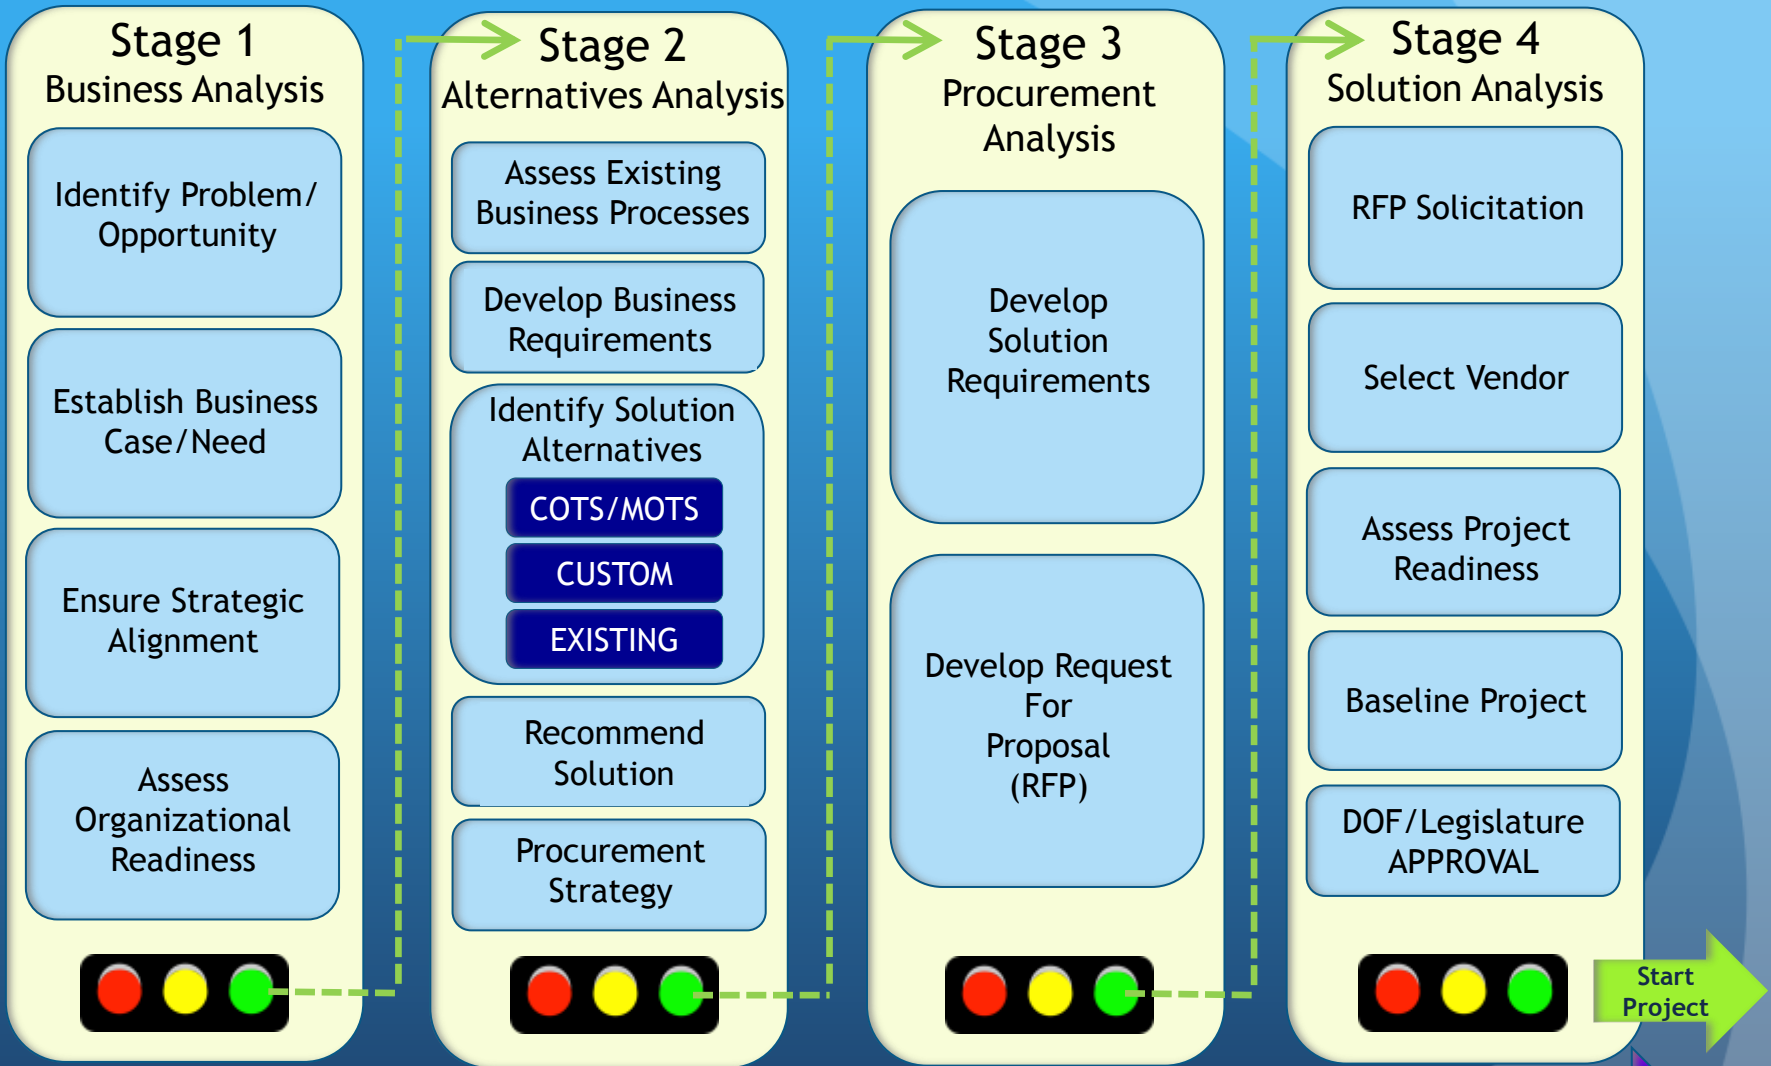 Stage 1
Business Analysis
Identify Problem/
Opportunity
Establish Business
Case/Need
Ensure Strategic
Alignment
Assess
Organizational
Readiness
Stage 2
Alternatives Analysis
Assess Existing
Business Processes
Develop Business
Requirements
Identify Solution
Alternatives
COTS/MOTS
CUSTOM
EXISTING
Recommend
Solution
Procurement
Strategy
Stage 3
Procurement
Analysis
Develop
Solution
Requirements
Develop Request
For
Proposal
(RFP)
Stage 4
Solution Analysis
RFP Solicitation
Select Vendor
Assess Project
Readiness
Baseline Project
DOF/Legislature
APPROVAL
Start
Project